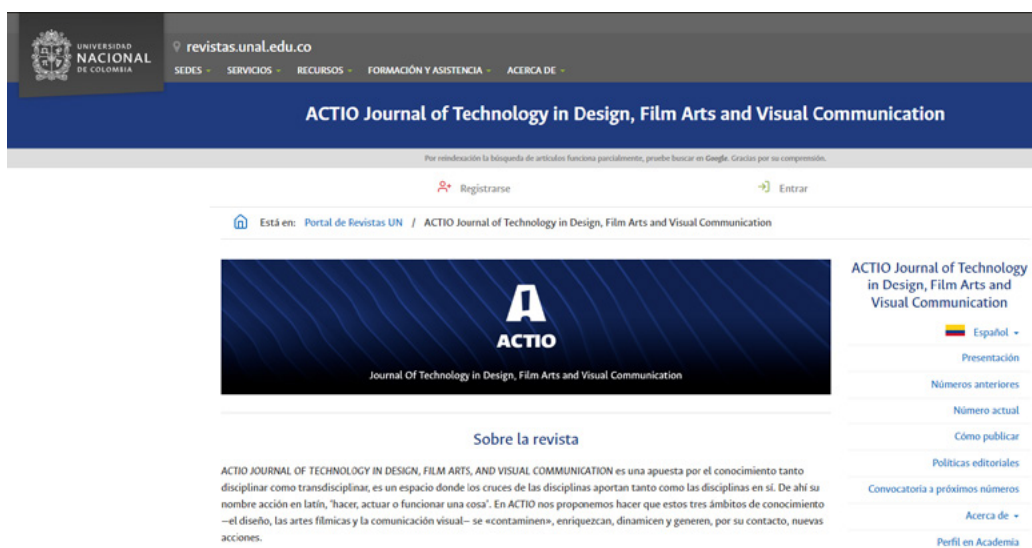 UNIVERSIDAD
NACIONAL
DE COLOMBIA
revistas.unal.edu.co
SEDES
SERVICIOS
RECURSOS
FORMACIÓN Y ASISTENCIA
ACERCA DE
ACTIO Journal of Technology in Design, Film Arts and Visual Communication
Por reindexación la búsqueda de artículos funciona parcialmente, pruebe buscar en Google. Gracias por su comprensión.
Registrarse
Entrar
Está en: Portal de Revistas UN / ACTIO Journal of Technology in Design, Film Arts and Visual Communication
ACTIO
Journal Of Technology in Design, Film Arts and Visual Communication
Sobre la revista
ACTIO JOURNAL OF TECHNOLOGY IN DESIGN, FILM ARTS, AND VISUAL COMMUNICATION es una apuesta por el conocimiento tanto
disciplinar como transdisciplinar, es un espacio donde los cruces de las disciplinas aportan tanto como las disciplinas en sí. De ahí su
nombre acción en latín, 'hacer, actuar o funcionar una cosa'. En ACTIO nos proponemos hacer que estos tres ámbitos de conocimiento
—el diseño, las artes fílmicas y la comunicación visual— se «contaminen», enriquezcan, dinamicen y generen, por su contacto, nuevas
acciones.
ACTIO Journal of Technology
in Design, Film Arts and
Visual Communication
Español
Presentación
Números anteriores
Número actual
Cómo publicar
Políticas editoriales
Convocatoria a próximos números
Acerca de
Perfil en Academia